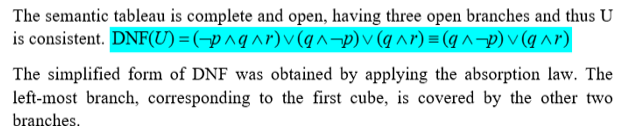 The semantic tableau is complete and open, having three open branches and thus U
is consistent. DNF(U) = (¬p ∧ q ∧ r) ∨ (q ∧ ¬p) ∨ (q ∧ r) ≡ (q ∧ ¬p) ∨ (q ∧ r)
The simplified form of DNF was obtained by applying the absorption law. The
left-most branch, corresponding to the first cube, is covered by the other two
branches.